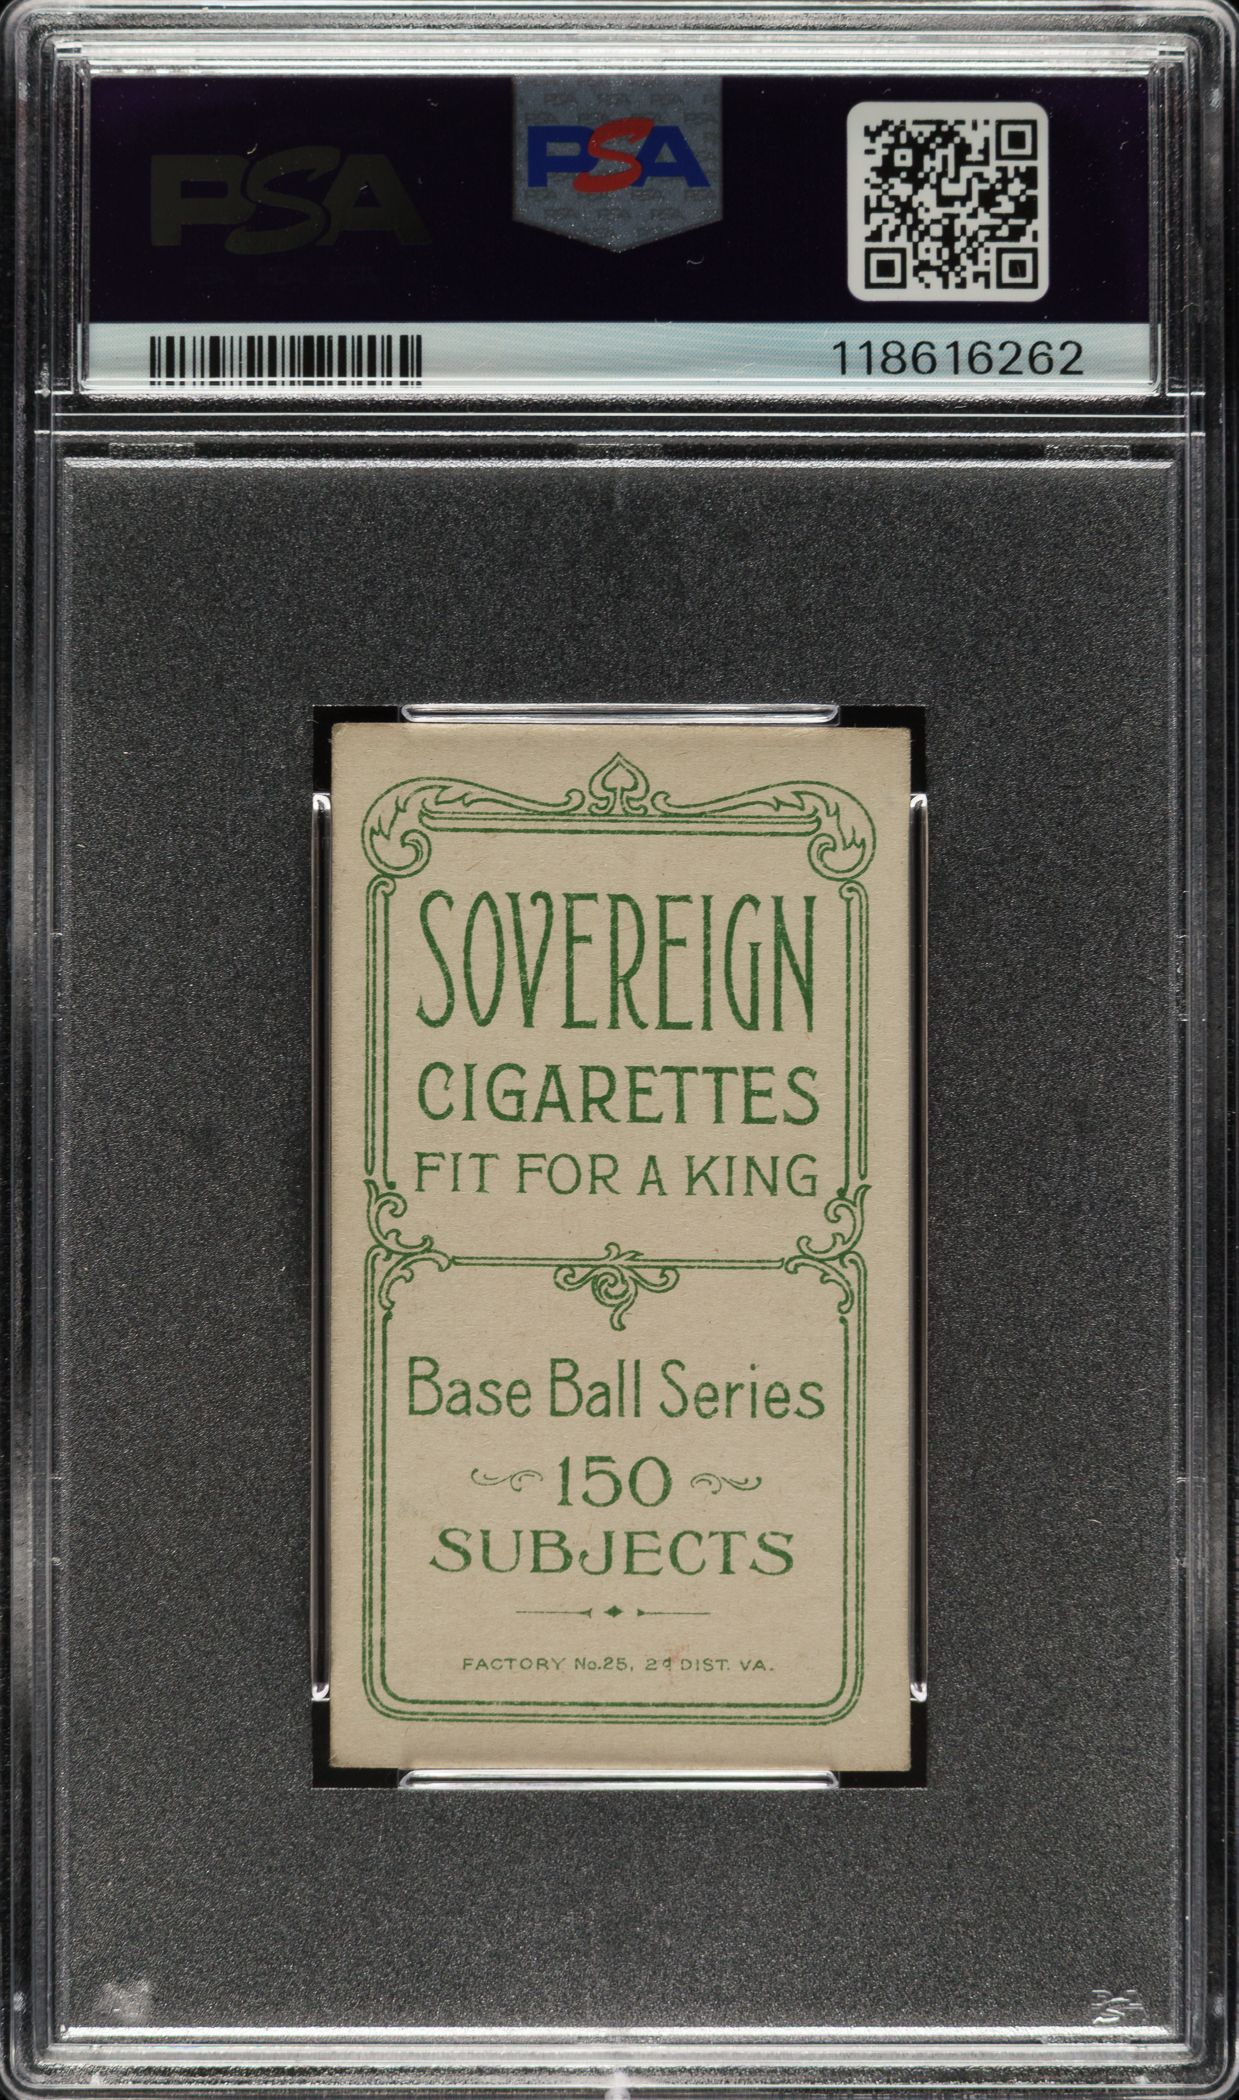 PSA
PSA
118616262
SOVEREIGN
CIGARETTES
FIT FOR A KING
Base Ball Series
150
SUBJECTS
FACTORY No.25, 2d DIST. VA.